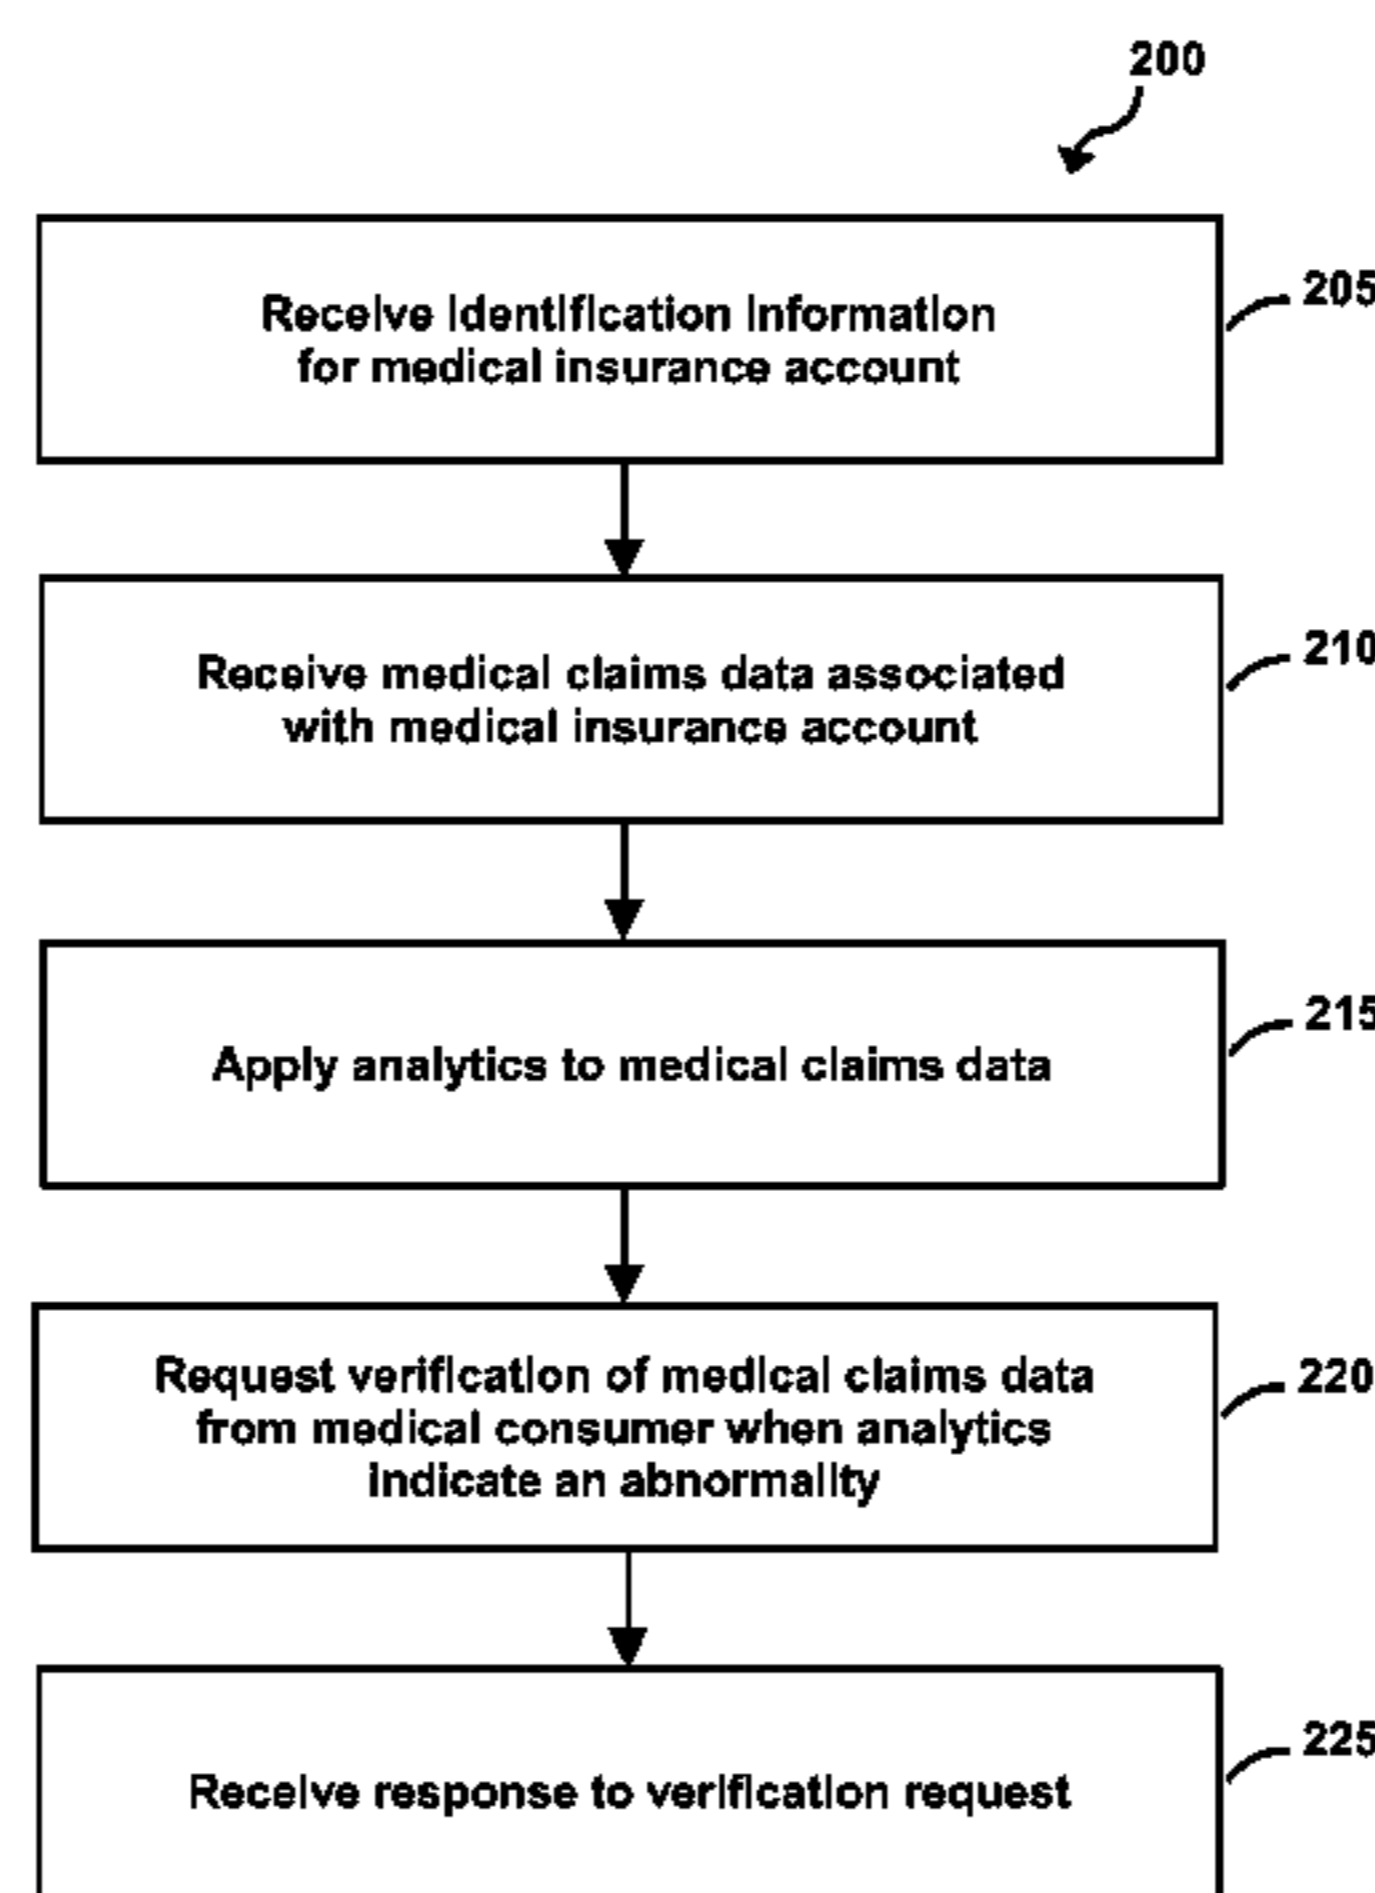 200
Receive identification information
for medical insurance account
205
Receive medical claims data associated
with medical insurance account
210
Apply analytics to medical claims data
215
Request verification of medical claims data
from medical consumer when analytics
indicate an abnormality
220
Receive response to verification request
225